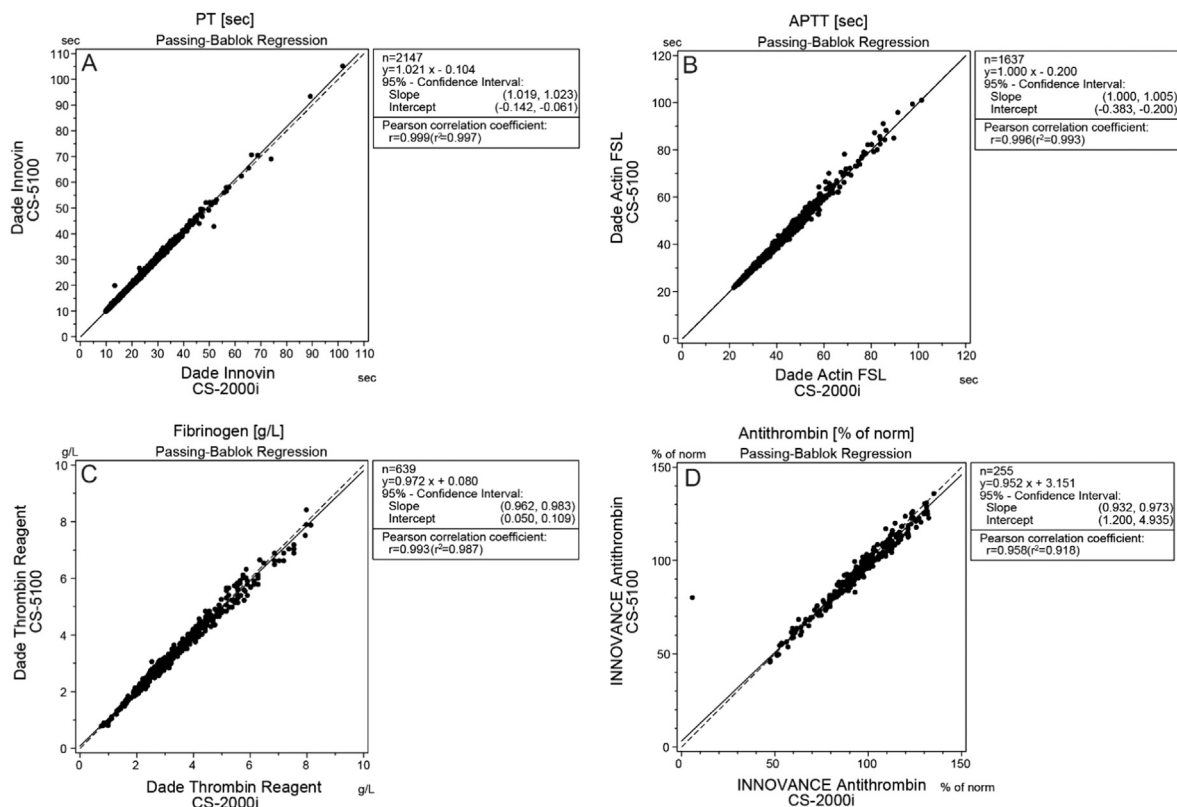 PT [sec]
sec
Passing-Bablok Regression
A
110
100
90
80
70
60
50
40
30
20
10
0
0 10 20 30 40 50 60 70 80 90 100 110
Dade Innovin
CS-5100
Dade Innovin
CS-2000i
sec
n=2147
y=1.021 x - 0.104
95% - Confidence Interval:
Slope (1.019, 1.023)
Intercept (-0.142, -0.061)
Pearson correlation coefficient:
r=0.999(r²=0.997)
APTT [sec]
sec
Passing-Bablok Regression
B
120
100
80
60
40
20
0
0 20 40 60 80 100 120
Dade Actin FSL
CS-5100
Dade Actin FSL
CS-2000i
sec
n=1637
y=1.000 x - 0.200
95% - Confidence Interval:
Slope (1.000, 1.005)
Intercept (-0.383, -0.200)
Pearson correlation coefficient:
r=0.996(r²=0.993)
Fibrinogen [g/L]
g/L
Passing-Bablok Regression
C
10
8
6
4
2
0
0 2 4 6 8 10
Dade Thrombin Reagent
CS-5100
Dade Thrombin Reagent
CS-2000i
g/L
n=639
y=0.972 x + 0.080
95% - Confidence Interval:
Slope (0.962, 0.983)
Intercept (0.050, 0.109)
Pearson correlation coefficient:
r=0.993(r²=0.987)
Antithrombin [% of norm]
% of norm
Passing-Bablok Regression
D
150
100
50
0
0 50 100 150
INNOVANCE Antithrombin
CS-5100
INNOVANCE Antithrombin
CS-2000i
% of norm
n=255
y=0.952 x + 3.151
95% - Confidence Interval:
Slope (0.932, 0.973)
Intercept (1.200, 4.935)
Pearson correlation coefficient:
r=0.958(r²=0.918)